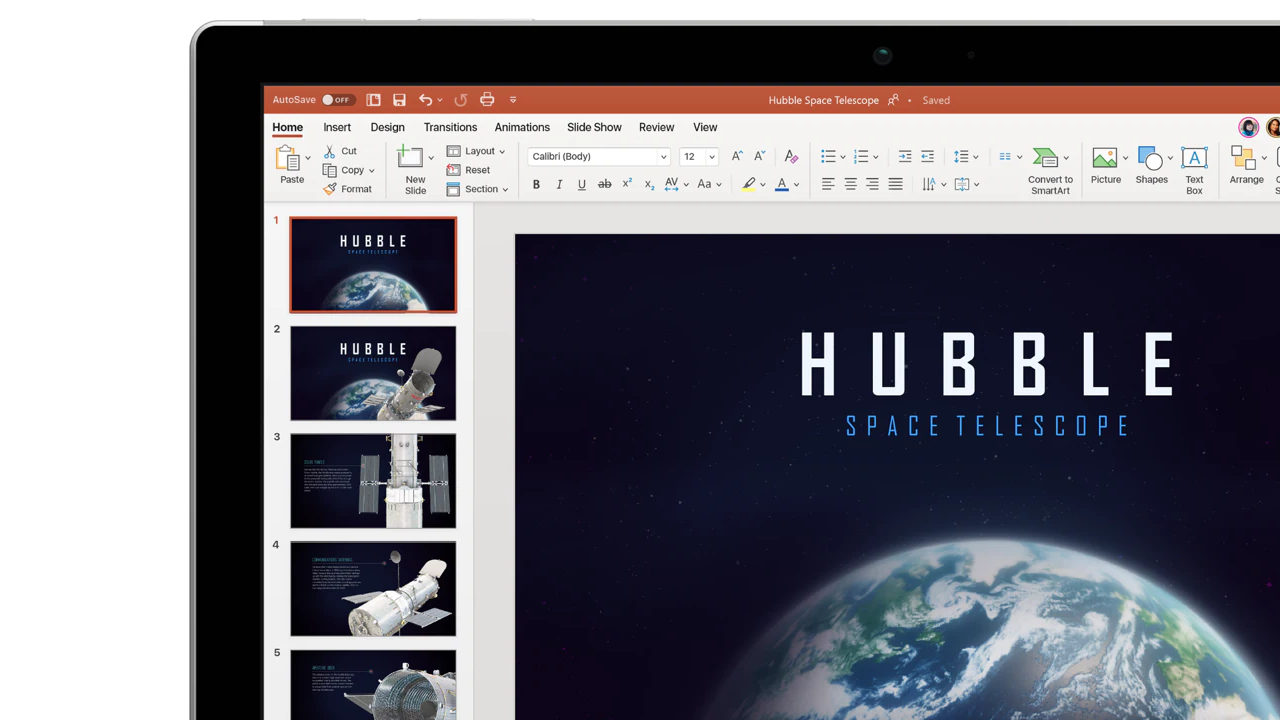 AutoSave OFF Hubble Space Telescope • Saved
Home Insert Design Transitions Animations Slide Show Review View
Paste
Cut
Copy
Format
New
Slide
Layout
Reset
Section
Calibri (Body) 12
B I U ab x² x₂ AV Aa A
Convert to
SmartArt
Picture
Shapes
Text
Box
Arrange
1
HUBBLE
SPACE TELESCOPE
2
HUBBLE
SPACE TELESCOPE
3
4
5
HUBBLE
SPACE TELESCOPE